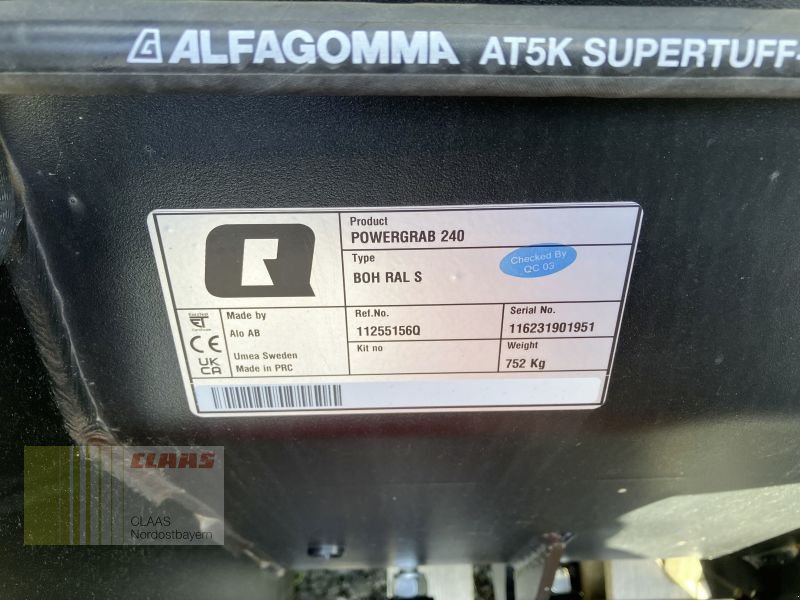 ALFAGOMMA AT5K SUPERTUFF
Product
POWERGRAB 240
Type
BOH RAL S
Checked By
QC 03
Made by
Alo AB
Umea Sweden
Made in PRC
CE
UK
CA
Ref.No.
11255156Q
Serial No.
116231901951
Kit no
Weight
752 Kg
CLAAS
CLAAS
Nordostbayern